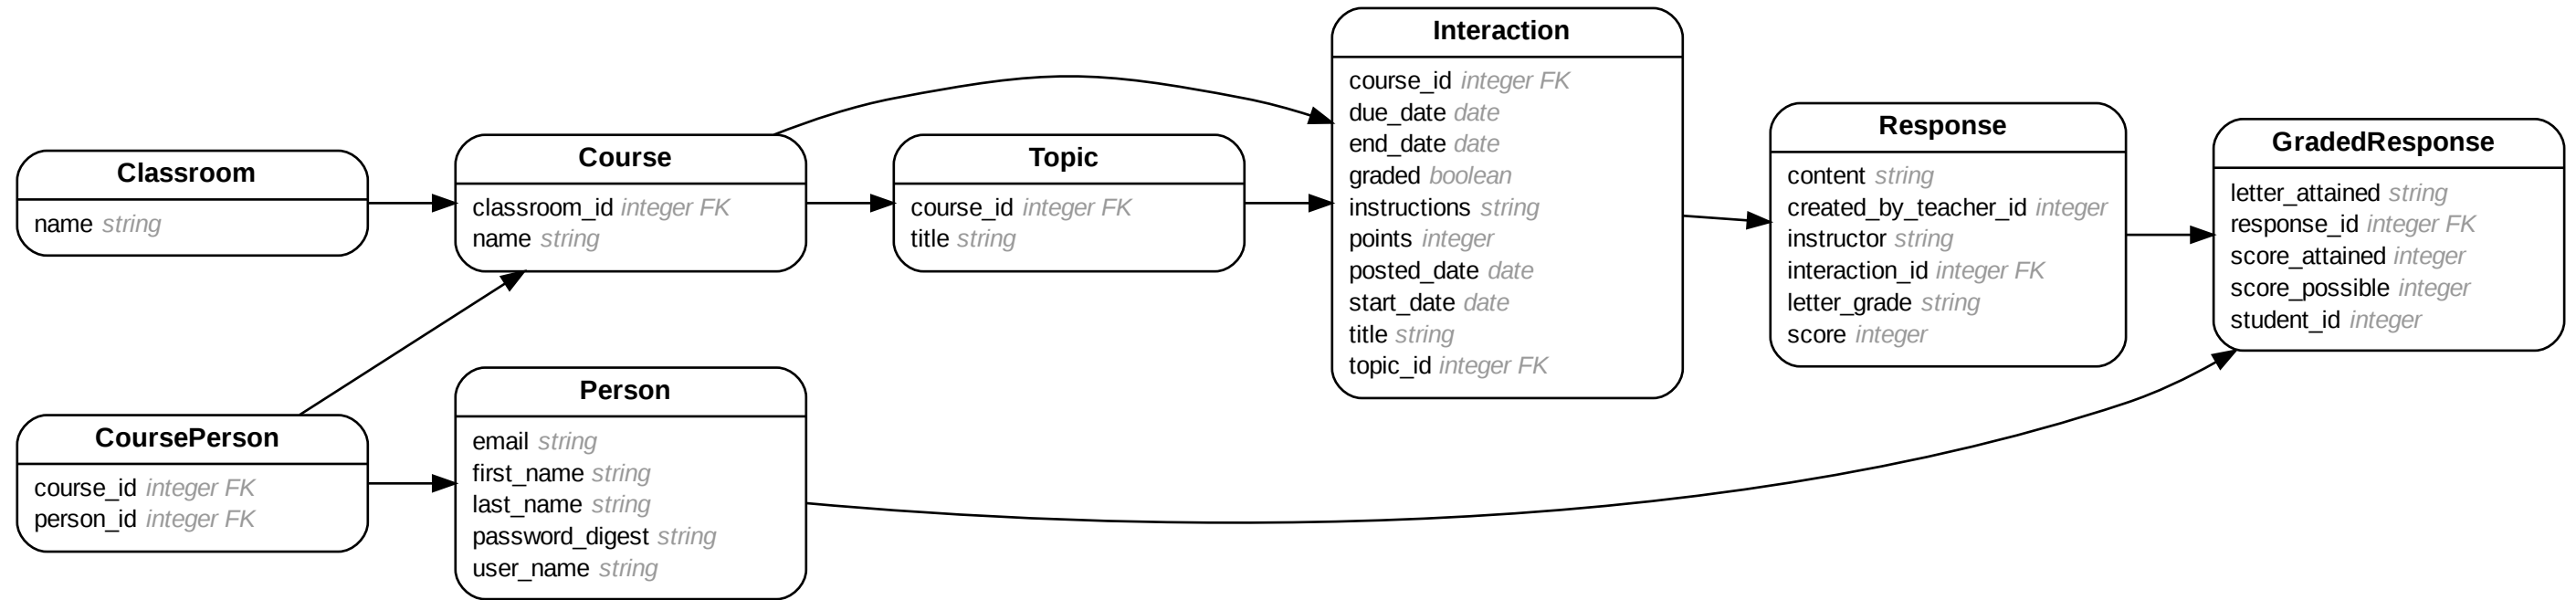 Classroom
name string
CoursePerson
course_id integer FK
person_id integer FK
Course
classroom_id integer FK
name string
Person
email string
first_name string
last_name string
password_digest string
user_name string
Topic
course_id integer FK
title string
Interaction
course_id integer FK
due_date date
end_date date
graded boolean
instructions string
points integer
posted_date date
start_date date
title string
topic_id integer FK
Response
content string
created_by_teacher_id integer
instructor string
interaction_id integer FK
letter_grade string
score integer
GradedResponse
letter_attained string
response_id integer FK
score_attained integer
score_possible integer
student_id integer